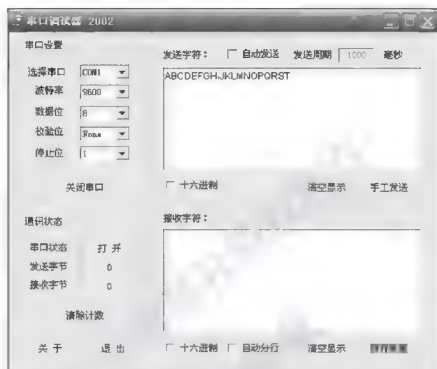 串口调试器 2002
串口设置
发送字符： 自动发送 发送周期 1000 毫秒
选择串口 COM1
波特率 9600
数据位 8
校验位 None
停止位 1
ABCDEFGHJKLMNOPQRST
关闭串口
十六进制 清空显示 手工发送
通讯状态
接收字符：
串口状态 打 开
发送字节 0
接收字节 0
清除计数
关 于 退 出
十六进制 自动分行 清空显示